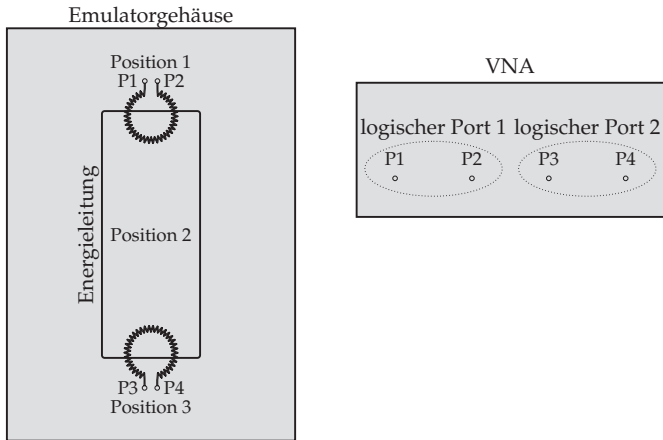 Emulatorgehäuse
Position 1
P1 P2
Energieleitung
Position 2
P3 P4
Position 3
VNA
logischer Port 1 logischer Port 2
P1 P2 P3 P4